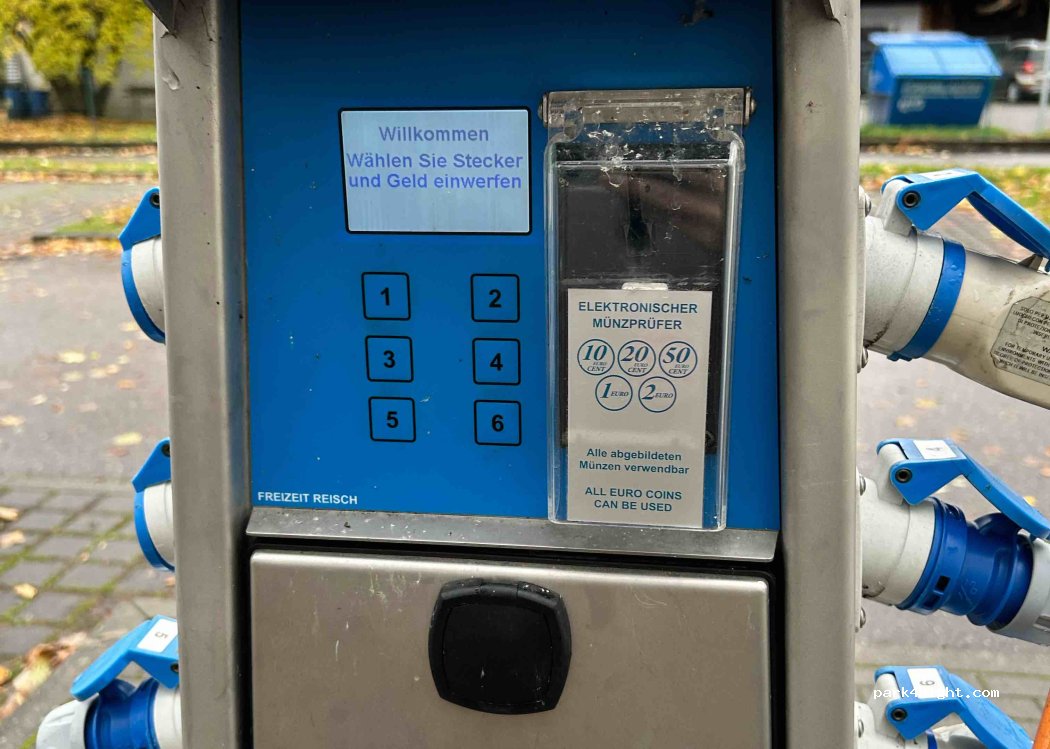 Willkommen
Wählen Sie Stecker
und Geld einwerfen
1
2
3
4
5
6
ELEKTRONISCHER
MÜNZPRÜFER
10 EURO CENT
20 EURO CENT
50 EURO CENT
1 EURO
2 EURO
Alle abgebildeten
Münzen verwendbar
ALL EURO COINS
CAN BE USED
FREIZEIT REISCH
4
5
6
park4night.com